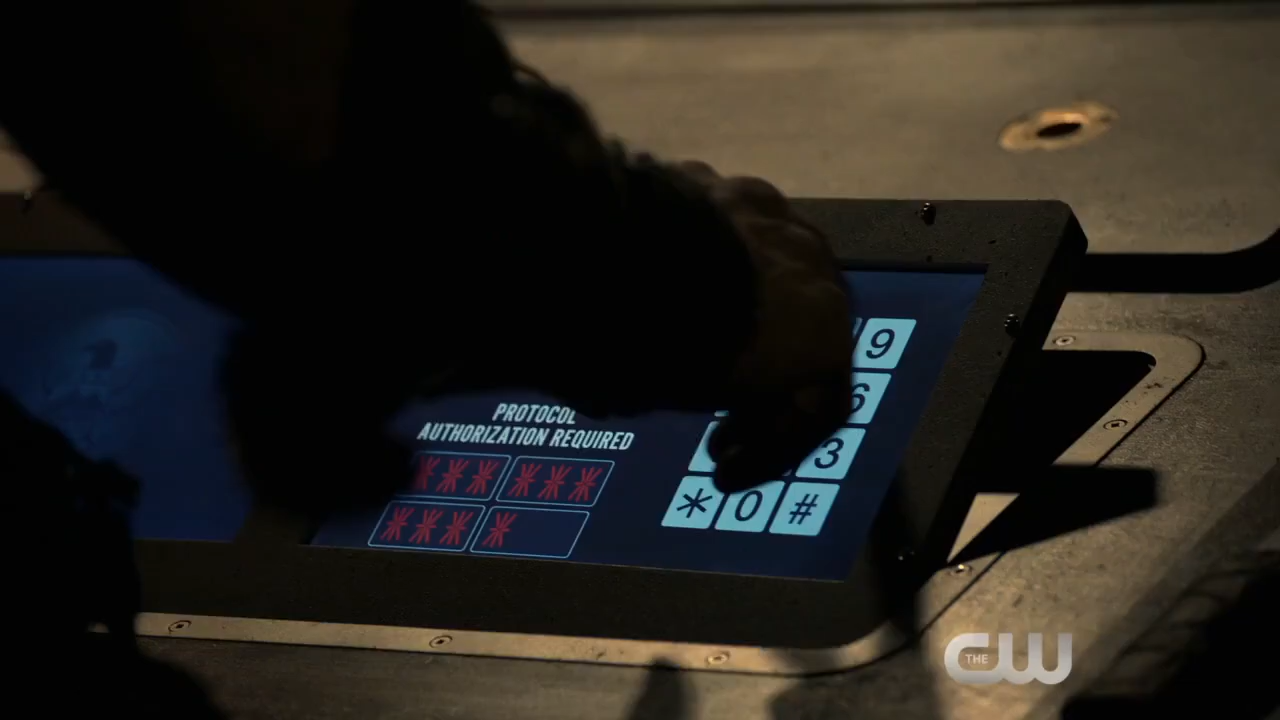 9
6
PROTOCOL
AUTHORIZATION REQUIRED
3
***
***
*0#
***
*
THE CW